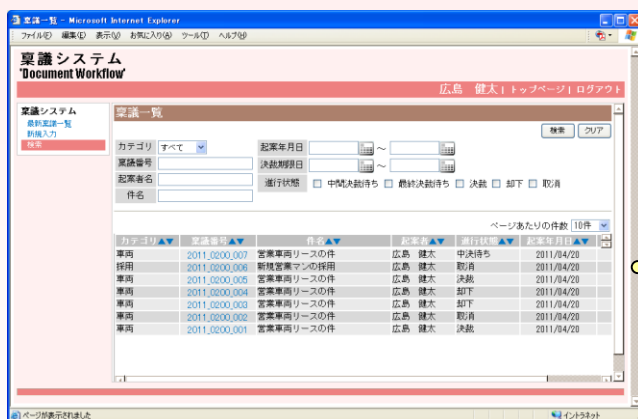 稟議一覧 - Microsoft Internet Explorer
ファイル(F) 編集(E) 表示(V) お気に入り(A) ツール(T) ヘルプ(H)
稟議システム
'Document Workflow'
広島 健太 | トップページ | ログアウト
稟議システム
最新稟議一覧
新規入力
検索
稟議一覧
検索 クリア
カテゴリ すべて 起案年月日 ～
稟議番号 決裁期限日 ～
起案者名 進行状態 中間決裁待ち 最終決裁待ち 決裁 却下 取消
件名
ページあたりの件数 10件
カテゴリ▲▼ 稟議番号▲▼ 件名▲▼ 起案者▲▼ 進行状態▲▼ 起案年月日▲▼
車両 2011_0200_007 営業車両リースの件 広島 健太 中決待ち 2011/04/20
採用 2011_0200_006 新規営業マンの採用 広島 健太 取消 2011/04/20
車両 2011_0200_005 営業車両リースの件 広島 健太 決裁 2011/04/20
車両 2011_0200_004 営業車両リースの件 広島 健太 却下 2011/04/20
車両 2011_0200_003 営業車両リースの件 広島 健太 却下 2011/04/20
車両 2011_0200_002 営業車両リースの件 広島 健太 取消 2011/04/20
車両 2011_0200_001 営業車両リースの件 広島 健太 決裁 2011/04/20
ページが表示されました イントラネット